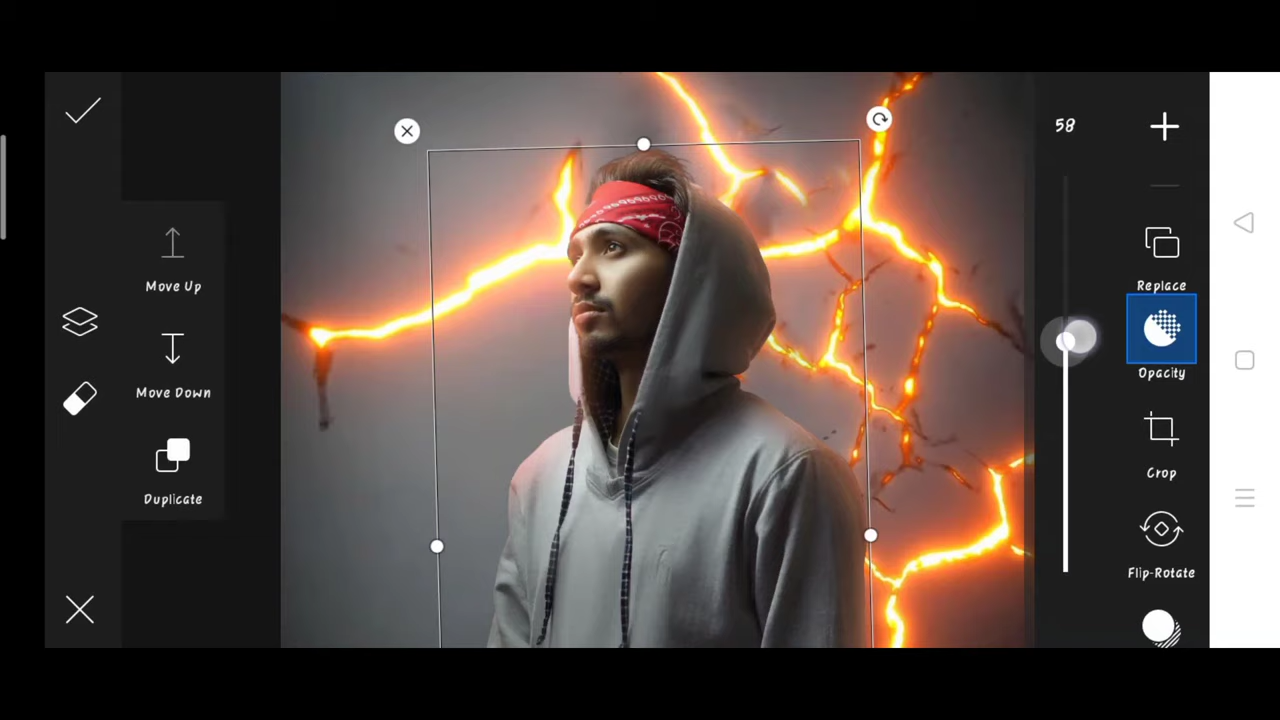 58
Move Up
Replace
Move Down
Opacity
Crop
Duplicate
Flip-Rotate